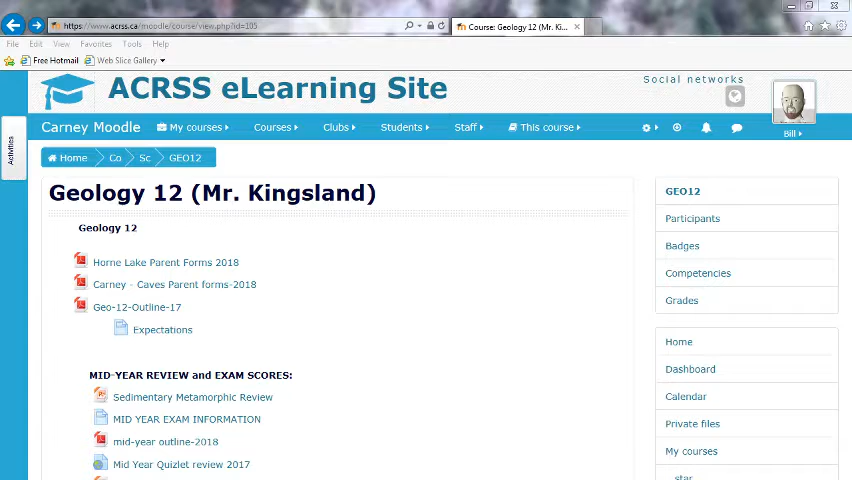 https://www.acrss.ca/moodle/course/view.php?id=105
Course: Geology 12 (Mr. Ki...
File Edit View Favorites Tools Help
Free Hotmail Web Slice Gallery
ACRSS eLearning Site
Social networks
Carney Moodle My courses Courses Clubs Students Staff This course
Bill
Activities
Home Co Sc GEO12
Geology 12 (Mr. Kingsland)
Geology 12
Horne Lake Parent Forms 2018
Carney - Caves Parent forms-2018
Geo-12-Outline-17
Expectations
MID-YEAR REVIEW and EXAM SCORES:
Sedimentary Metamorphic Review
MID YEAR EXAM INFORMATION
mid-year outline-2018
Mid Year Quizlet review 2017
GEO12
Participants
Badges
Competencies
Grades
Home
Dashboard
Calendar
Private files
My courses
star